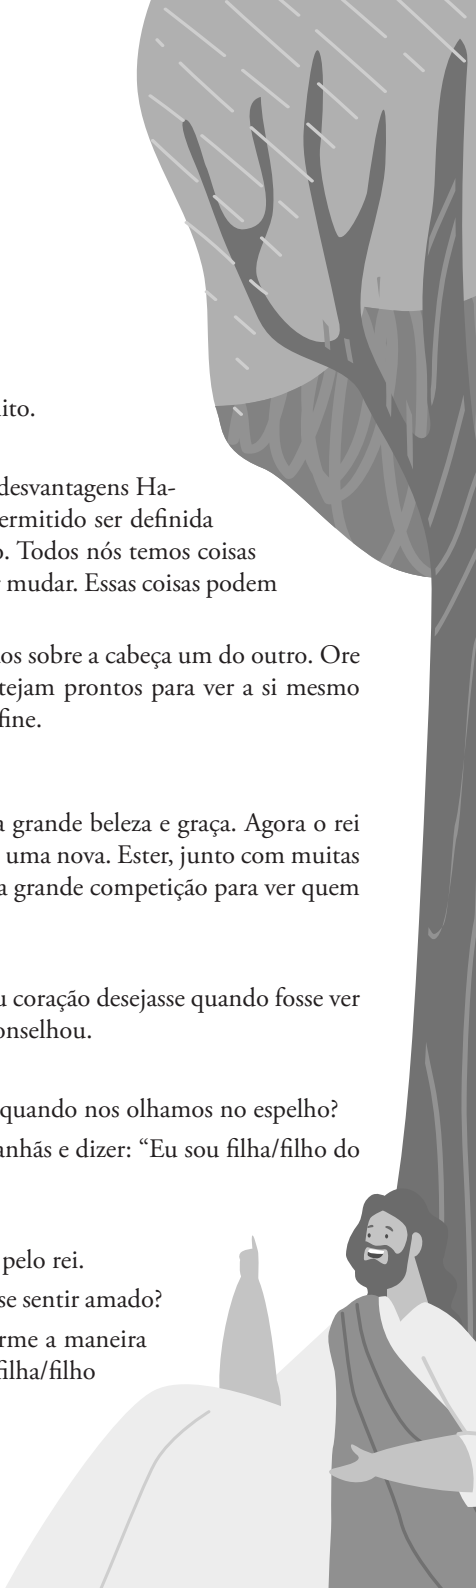 ito.
desvantagens Ha-
ermitido ser definida
o. Todos nós temos coisas
r mudar. Essas coisas podem
os sobre a cabeça um do outro. Ore
tejam prontos para ver a si mesmo
fine.
a grande beleza e graça. Agora o rei
uma nova. Ester, junto com muitas
a grande competição para ver quem
u coração desejasse quando fosse ver
onselhou.
quando nos olhamos no espelho?
anhãs e dizer: “Eu sou filha/filho do
pelo rei.
se sentir amado?
rme a maneira
filha/filho